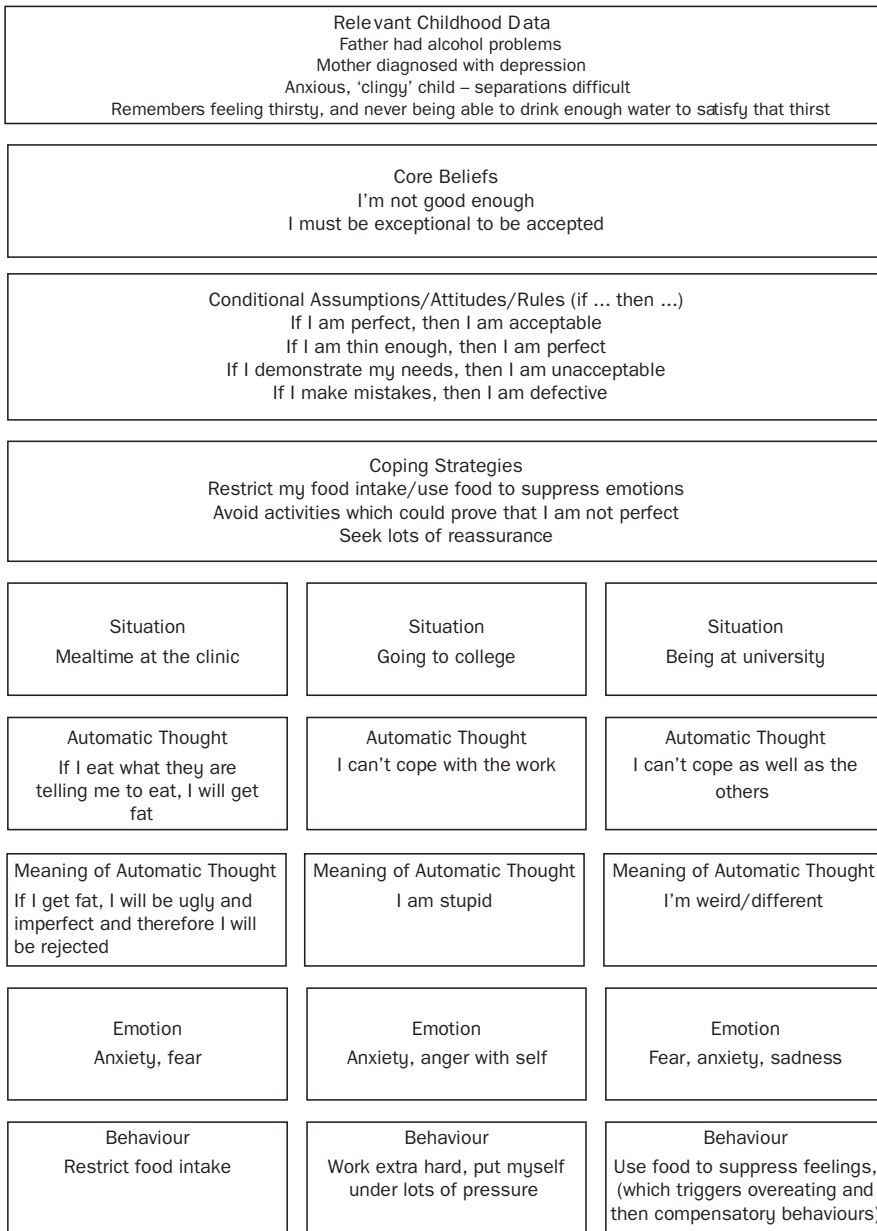 Relevant Childhood Data
Father had alcohol problems
Mother diagnosed with depression
Anxious, ‘clingy’ child – separations difficult
Remembers feeling thirsty, and never being able to drink enough water to satisfy that thirst
Core Beliefs
I’m not good enough
I must be exceptional to be accepted
Conditional Assumptions/Attitudes/Rules (if ... then ...)
If I am perfect, then I am acceptable
If I am thin enough, then I am perfect
If I demonstrate my needs, then I am unacceptable
If I make mistakes, then I am defective
Coping Strategies
Restrict my food intake/use food to suppress emotions
Avoid activities which could prove that I am not perfect
Seek lots of reassurance
Situation
Mealtime at the clinic
Situation
Going to college
Situation
Being at university
Automatic Thought
If I eat what they are
telling me to eat, I will get
fat
Automatic Thought
I can’t cope with the work
Automatic Thought
I can’t cope as well as the
others
Meaning of Automatic Thought
If I get fat, I will be ugly and
imperfect and therefore I will
be rejected
Meaning of Automatic Thought
I am stupid
Meaning of Automatic Thought
I’m weird/different
Emotion
Anxiety, fear
Emotion
Anxiety, anger with self
Emotion
Fear, anxiety, sadness
Behaviour
Restrict food intake
Behaviour
Work extra hard, put myself
under lots of pressure
Behaviour
Use food to suppress feelings,
(which triggers overeating and
then compensatory behaviours)